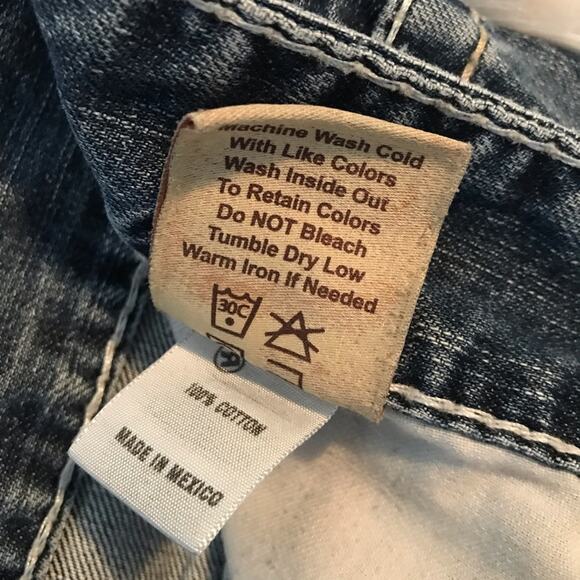 Machine Wash Cold
With Like Colors
Wash Inside Out
To Retain Colors
Do NOT Bleach
Tumble Dry Low
Warm Iron If Needed
30C
100% COTTON
MADE IN MEXICO